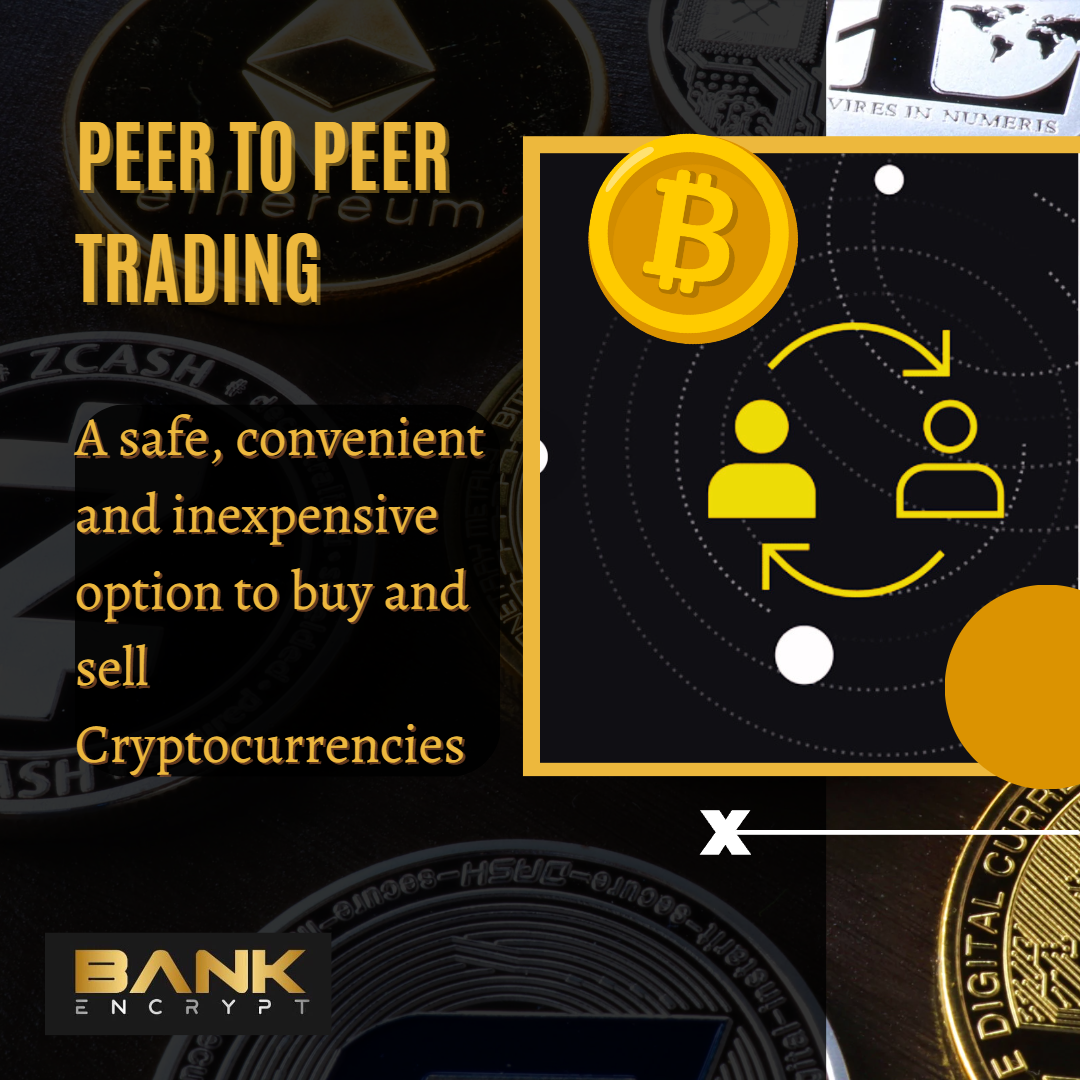 VIRES IN NUMERIS
PEER TO PEER
ethereum
TRADING
ZCASH
A safe, convenient
and inexpensive
option to buy and
sell
Cryptocurrencies
DASH
BANK
ENCRYPT
DIGITAL